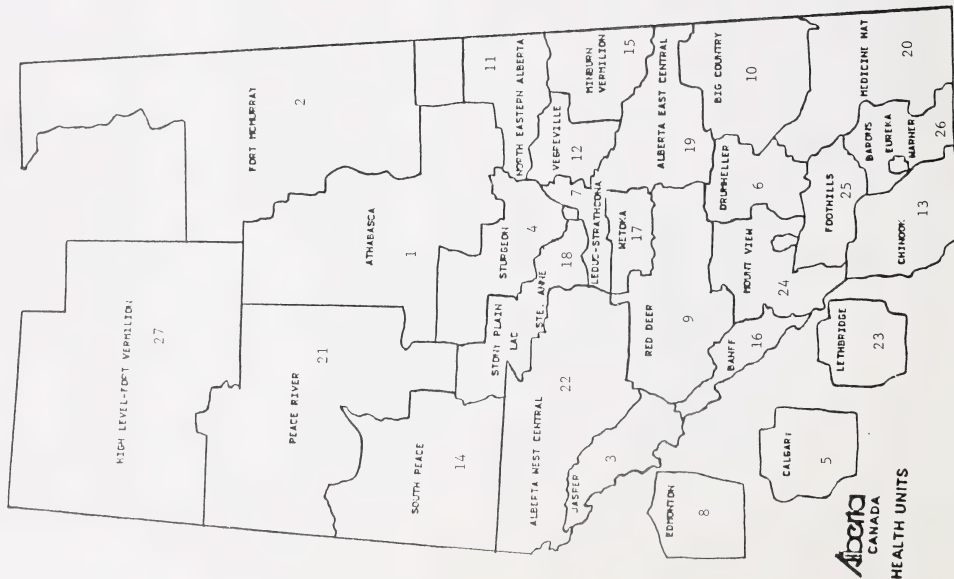 HIGH LEVEL-FORT VERMILION
27
FORT MCMURRAY
2
PEACE RIVER
21
ATHABASCA
1
SOUTH PEACE
14
11
NORTH EASTERN ALBERTA
STURGEON
4
STONY PLAIN
LAC
STE. ANNE
18
VEGREVILLE
12
MINBURN
VERMILION
15
7
LEDUC-STRATHCONA
ALBERTA WEST CENTRAL
22
WETOKA
17
ALBERTA EAST CENTRAL
19
JASPER
3
RED DEER
9
BIG COUNTRY
10
DRUMHELLER
6
MOUNT VIEW
24
BANFF
16
EDMONTON
8
FOOTHILLS
25
MEDICINE HAT
20
BARONS
EUREKA
WARNER
26
CHINOOK
13
CALGARY
5
LETHBRIDGE
23
Alberta
CANADA
HEALTH UNITS